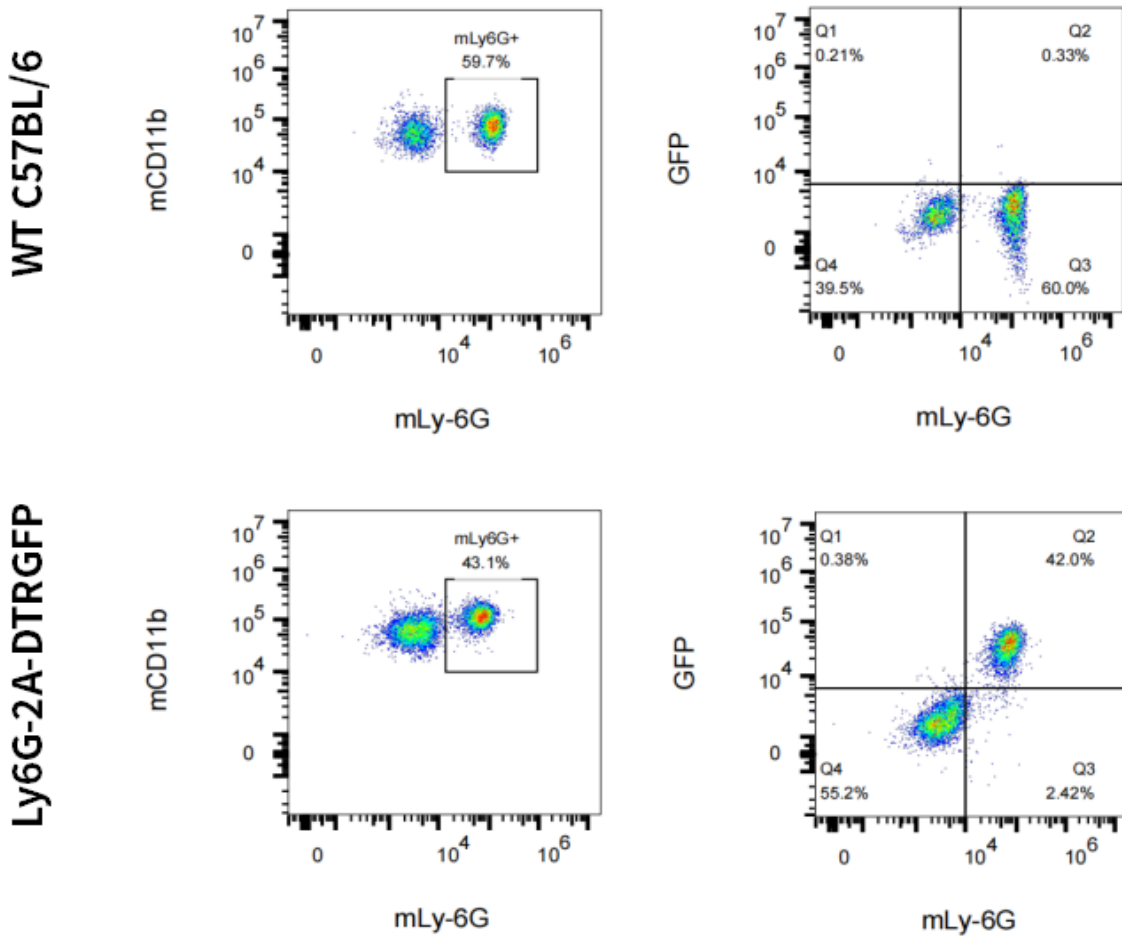 WT C57BL/6
mLy6G+
59.7%
10^7
10^6
10^5
10^4
0
mCD11b
0
10^4
10^6
mLy-6G
Q1
0.21%
Q2
0.33%
Q4
39.5%
Q3
60.0%
10^7
10^6
10^5
10^4
0
GFP
0
10^4
10^6
mLy-6G
Ly6G-2A-DTRGFP
mLy6G+
43.1%
10^7
10^6
10^5
10^4
0
mCD11b
0
10^4
10^6
mLy-6G
Q1
0.38%
Q2
42.0%
Q4
55.2%
Q3
2.42%
10^7
10^6
10^5
10^4
0
GFP
0
10^4
10^6
mLy-6G